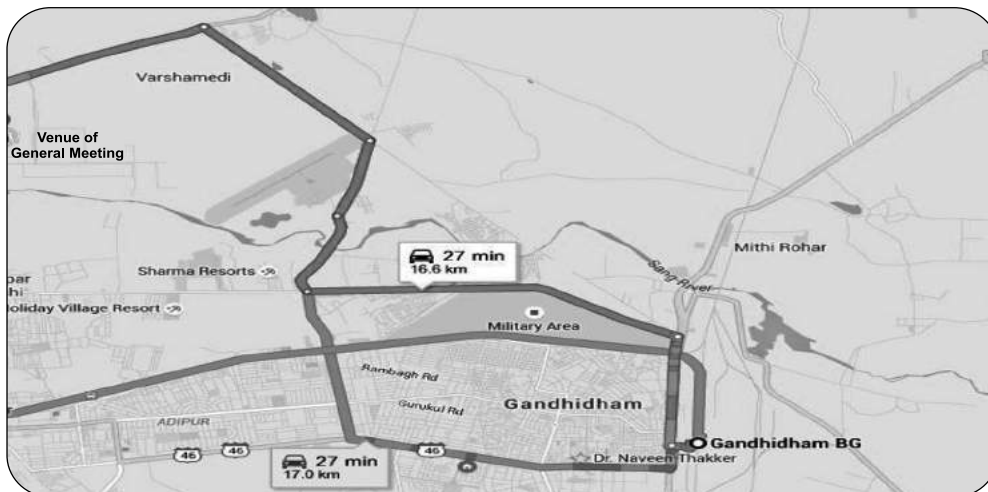 Varshamedi
Venue of
General Meeting
27 min
16.6 km
Mithi Rohar
Sharma Resorts
Sang River
par
hi
Holiday Village Resort
Military Area
Rambagh Rd
Gurukul Rd
Gandhidham
ADIPUR
46
46
46
Gandhidham BG
27 min
17.0 km
Dr. Naveen Thakker